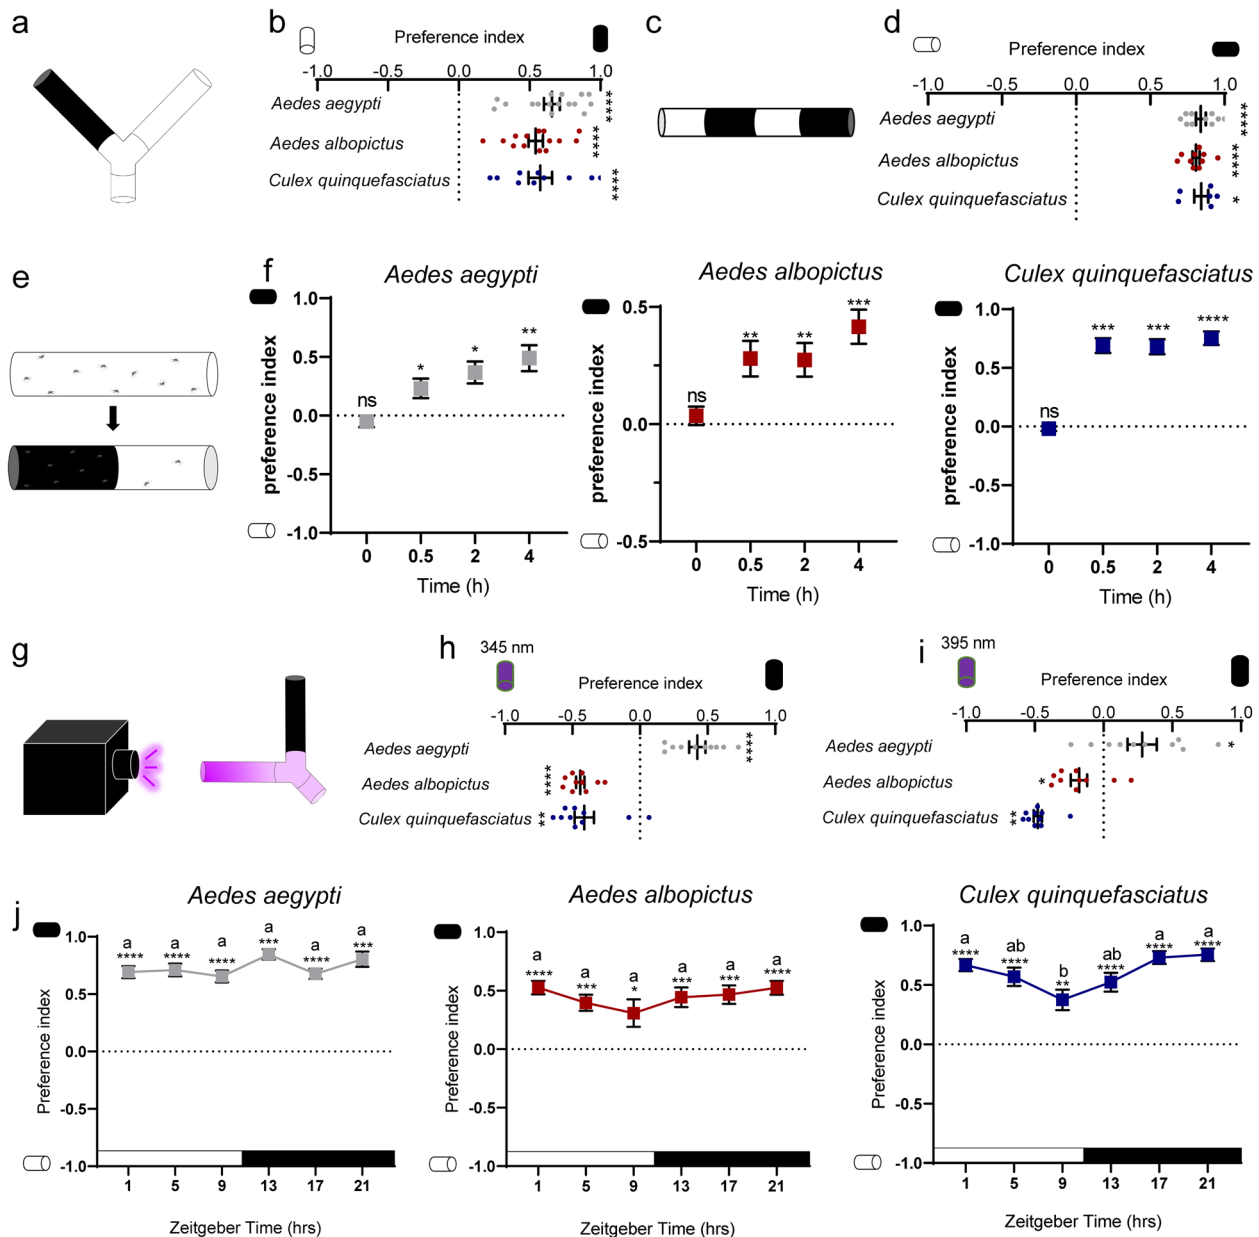 a
b
Preference index
-1.0 -0.5 0.0 0.5 1.0
Aedes aegypti ****
Aedes albopictus ****
Culex quinquefasciatus ****
c
d
Preference index
-1.0 0.0 1.0
Aedes aegypti ****
Aedes albopictus ****
Culex quinquefasciatus *
e
f
Aedes aegypti
preference index
1.0
0.5
0.0
-0.5
-1.0
ns * * **
0 0.5 2 4
Time (h)
Aedes albopictus
preference index
0.5
0.0
-0.5
ns ** ** ***
0 0.5 2 4
Time (h)
Culex quinquefasciatus
preference index
1.0
0.5
0.0
-0.5
-1.0
ns *** *** ****
0 0.5 2 4
Time (h)
g
h
345 nm
Preference index
-1.0 -0.5 0.0 0.5 1.0
Aedes aegypti ****
Aedes albopictus ****
Culex quinquefasciatus **
i
395 nm
Preference index
-1.0 -0.5 0.0 0.5 1.0
Aedes aegypti *
Aedes albopictus *
Culex quinquefasciatus **
j
Aedes aegypti
Preference index
1.0
0.5
0.0
-0.5
-1.0
a a a a a a
**** **** **** *** **** ***
1 5 9 13 17 21
Zeitgeber Time (hrs)
Aedes albopictus
Preference index
1.0
0.5
0.0
-0.5
-1.0
a a a a a a
**** *** * *** *** ****
1 5 9 13 17 21
Zeitgeber Time (hrs)
Culex quinquefasciatus
Preference index
1.0
0.5
0.0
-0.5
-1.0
a ab b ab a a
**** **** ** **** **** ****
1 5 9 13 17 21
Zeitgeber Time (hrs)